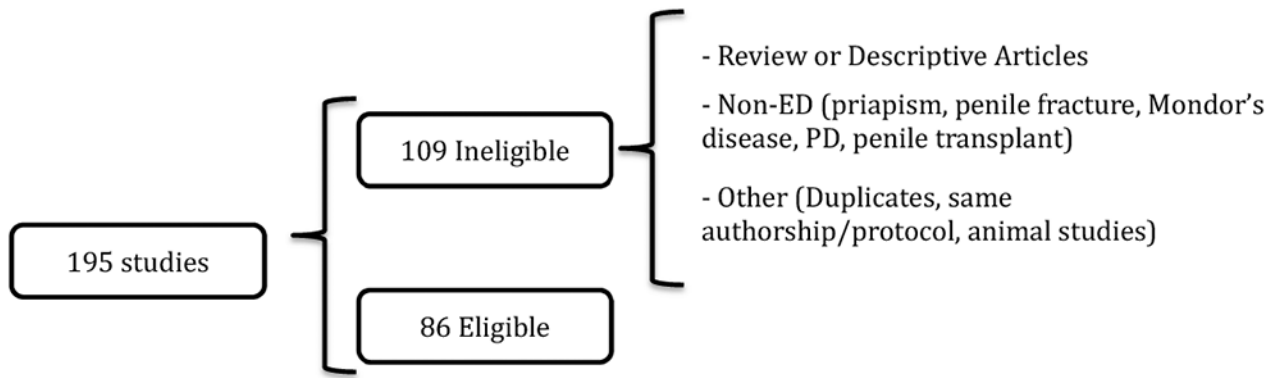 195 studies
109 Ineligible
86 Eligible
- Review or Descriptive Articles
- Non-ED (priapism, penile fracture, Mondor’s
disease, PD, penile transplant)
- Other (Duplicates, same
authorship/protocol, animal studies)